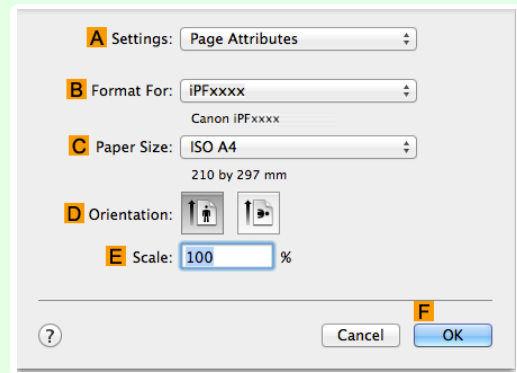 A Settings: Page Attributes
B Format For: iPFxxxx
Canon iPFxxxx
C Paper Size: ISO A4
210 by 297 mm
D Orientation:
E Scale: 100 %
F
? Cancel OK